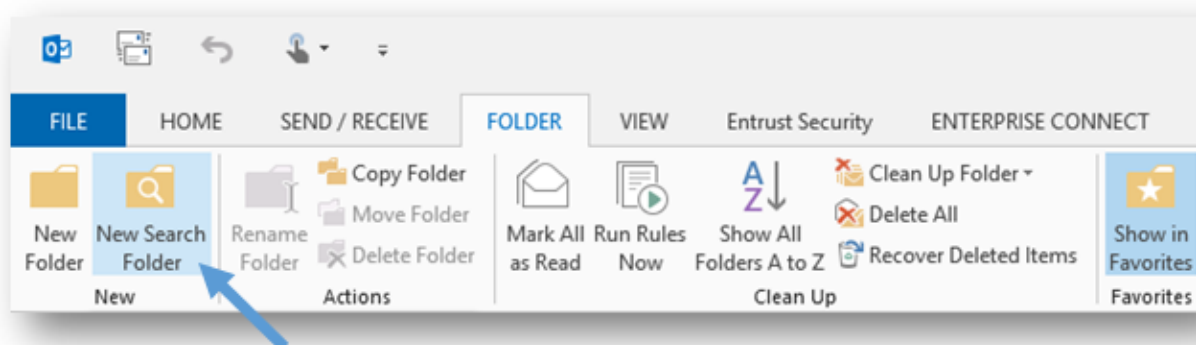 FILE HOME SEND / RECEIVE FOLDER VIEW Entrust Security ENTERPRISE CONNECT
New Folder
New Search Folder
Rename Folder
Copy Folder
Move Folder
Delete Folder
Mark All as Read
Run Rules Now
Show All Folders A to Z
Clean Up Folder
Delete All
Recover Deleted Items
Show in Favorites
New Actions Clean Up Favorites